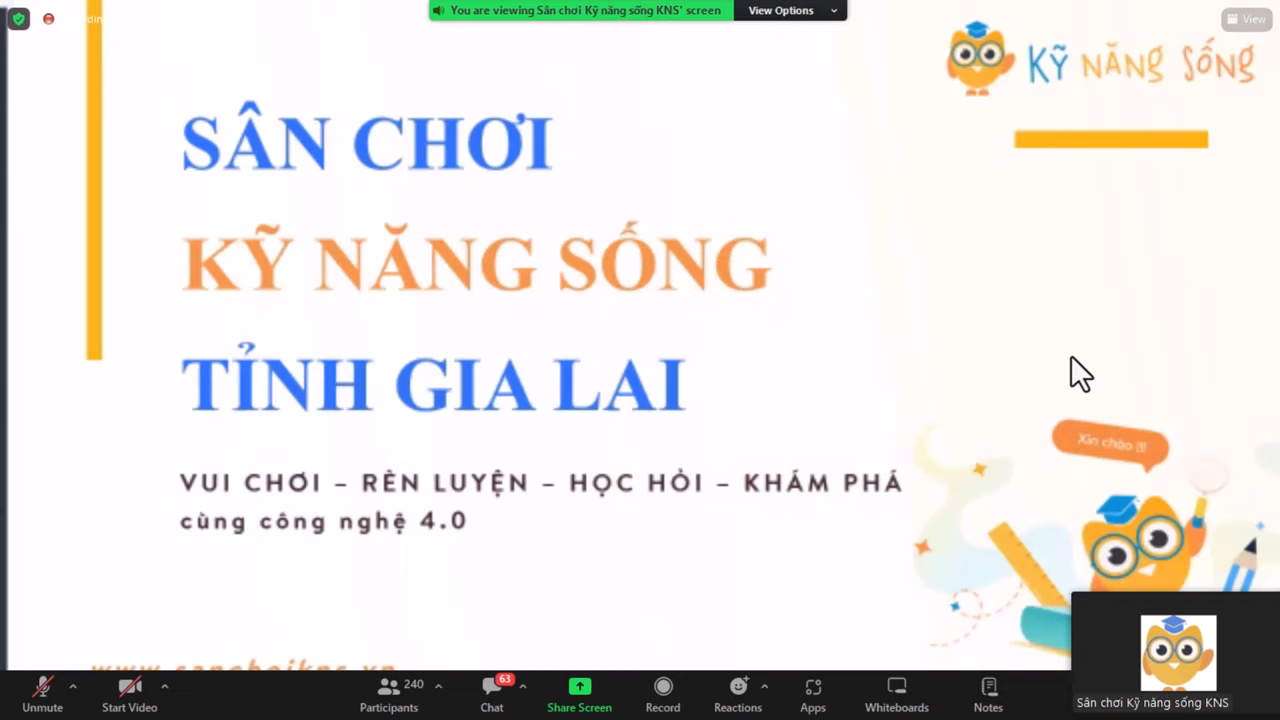 You are viewing Sân chơi Kỹ năng sống KNS' screen
View Options
View
KỸ NĂNG SỐNG
SÂN CHƠI
KỸ NĂNG SỐNG
TỈNH GIA LAI
VUI CHƠI – RÈN LUYỆN – HỌC HỎI – KHÁM PHÁ
cùng công nghệ 4.0
Xin chào !!!
Sân chơi Kỹ năng sống KNS
Unmute
Start Video
240
Participants
63
Chat
Share Screen
Record
Reactions
Apps
Whiteboards
Notes